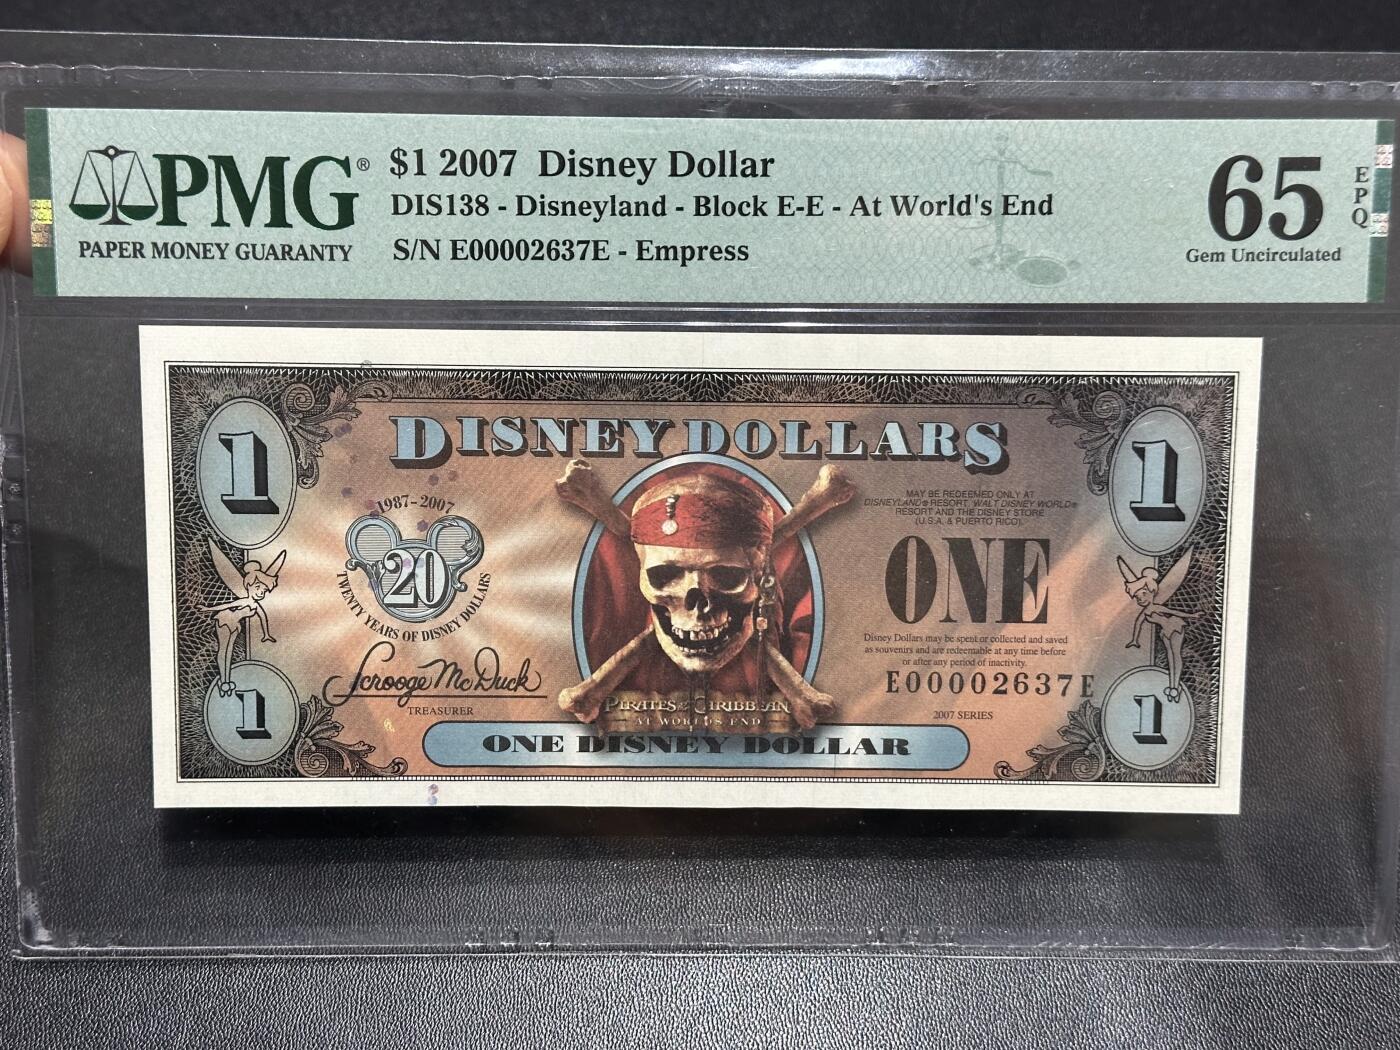 PMG®
PAPER MONEY GUARANTY
$1 2007 Disney Dollar
DIS138 - Disneyland - Block E-E - At World's End
S/N E00002637E - Empress
65
EPQ
Gem Uncirculated
1
DISNEY DOLLARS
1
1987-2007
20
TWENTY YEARS OF DISNEY DOLLARS
MAY BE REDEEMED ONLY AT
DISNEYLAND® RESORT, WALT DISNEY WORLD®
RESORT AND THE DISNEY STORE
(U.S.A. & PUERTO RICO)
ONE
Disney Dollars may be spent or collected and saved
as souvenirs and are redeemable at any time before
or after any period of inactivity.
E00002637E
2007 SERIES
Scrooge McDuck
TREASURER
PIRATES of the CARIBBEAN
AT WORLD'S END
1
ONE DISNEY DOLLAR
1